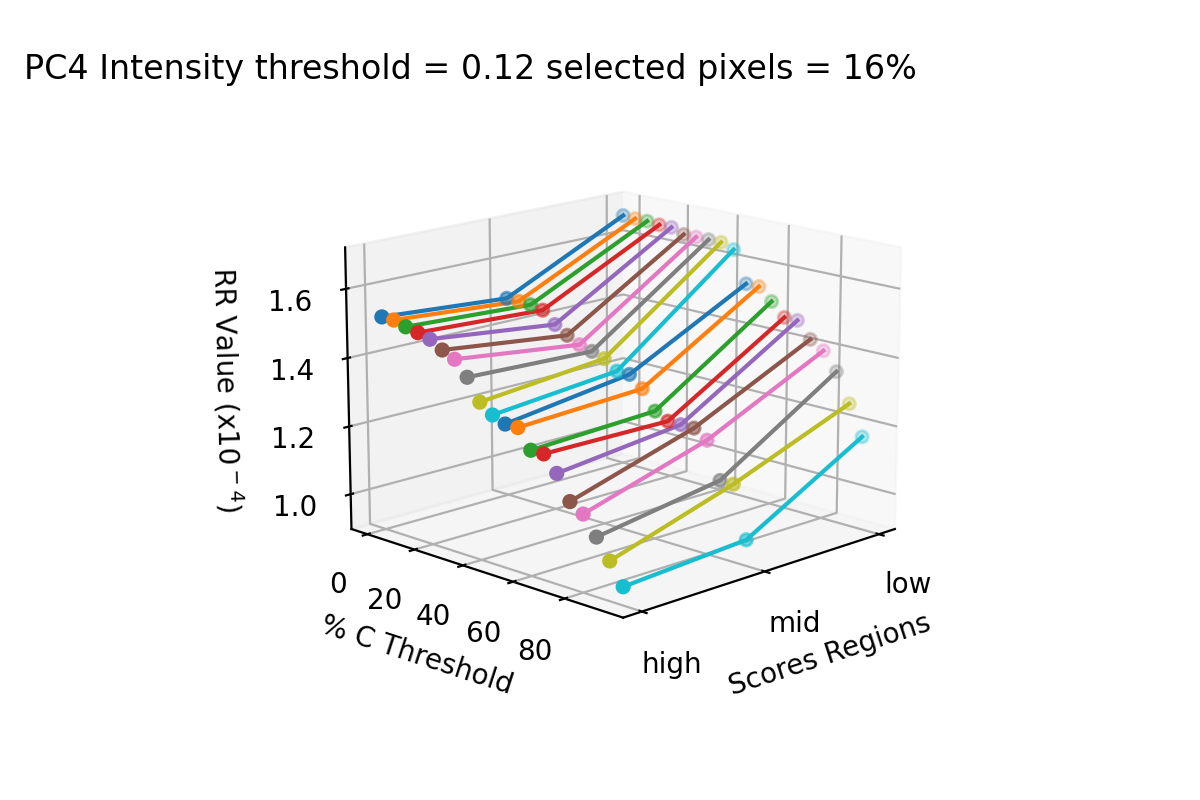 PC4 Intensity threshold = 0.12 selected pixels = 16%
RR Value (x10⁻⁴)
1.6
1.4
1.2
1.0
0
20
40
60
80
% C Threshold
high
mid
low
Scores Regions